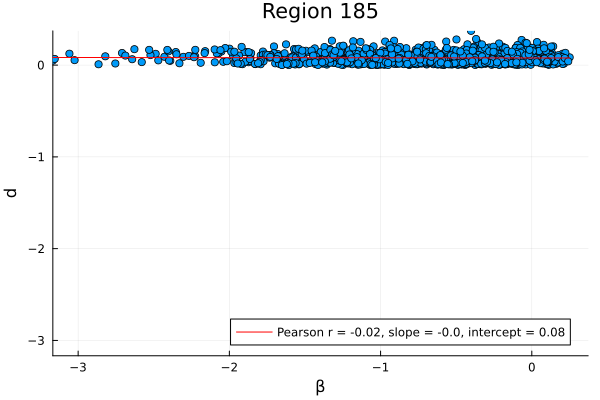 Region 185
d
0
−1
−2
−3
Pearson r = -0.02, slope = -0.0, intercept = 0.08
−3
−2
−1
0
β